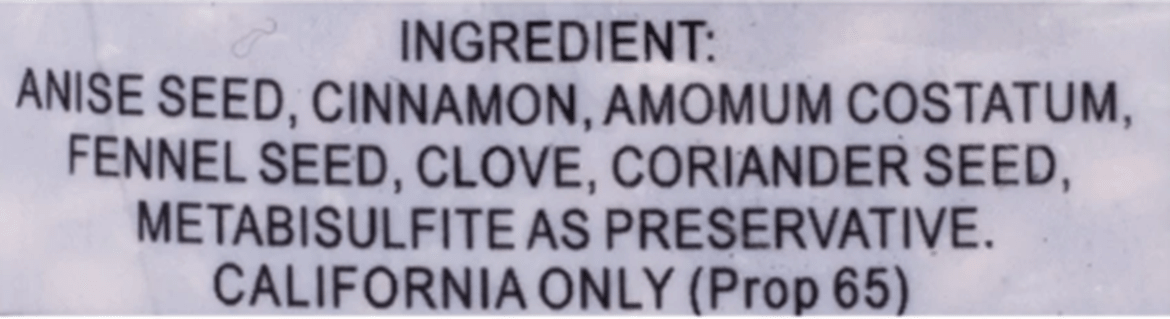 INGREDIENT:
ANISE SEED, CINNAMON, AMOMUM COSTATUM,
FENNEL SEED, CLOVE, CORIANDER SEED,
METABISULFITE AS PRESERVATIVE.
CALIFORNIA ONLY (Prop 65)